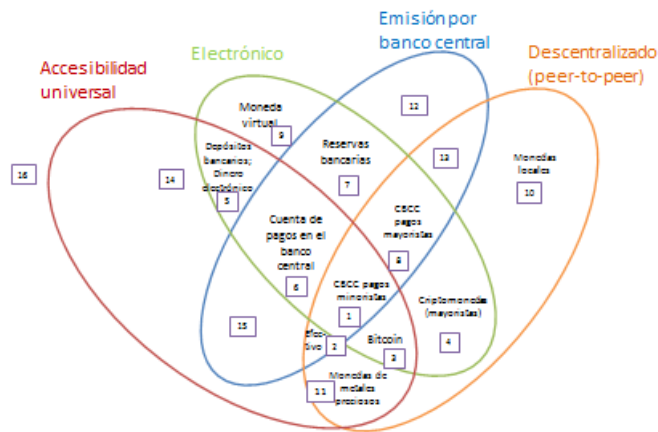 Emisión por
banco central
Electrónico
Descentralizado
(peer-to-peer)
Accesibilidad
universal
Moneda
virtual
9
12
Depósitos
bancarios;
Dinero
electrónico
5
Reservas
bancarias
7
13
Monedas
locales
10
16
14
CBCC
pagos
mayoristas
8
Cuenta de
pagos en el
banco
central
6
CBCC pagos
minoristas
1
Criptomonedas
(mayoristas)
4
15
Efec-
tivo
2
Bitcoin
3
Monedas de
metales
preciosos
11